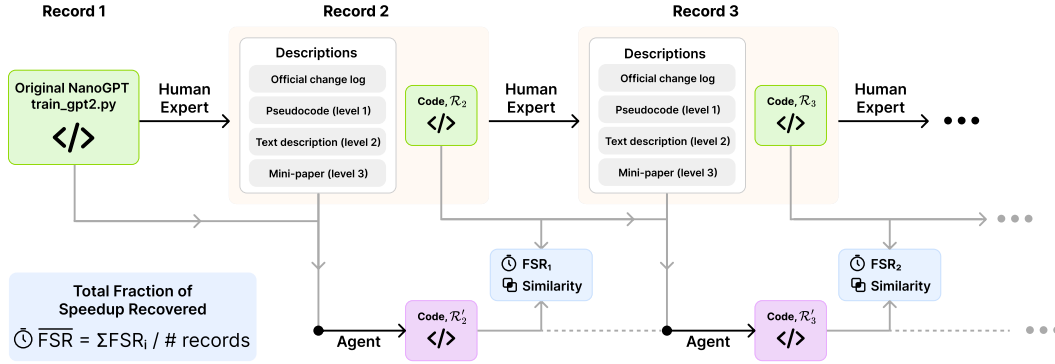 Record 1
Record 2
Record 3
Original NanoGPT
train_gpt2.py
</>
Human
Expert
Descriptions
Official change log
Pseudocode (level 1)
Text description (level 2)
Mini-paper (level 3)
Code, R₂
</>
Human
Expert
Descriptions
Official change log
Pseudocode (level 1)
Text description (level 2)
Mini-paper (level 3)
Code, R₃
</>
Human
Expert
FSR₁
Similarity
FSR₂
Similarity
Total Fraction of
Speedup Recovered
F̅S̅R̅ = ΣFSRᵢ / # records
Agent
Code, R′₂
</>
Agent
Code, R′₃
</>